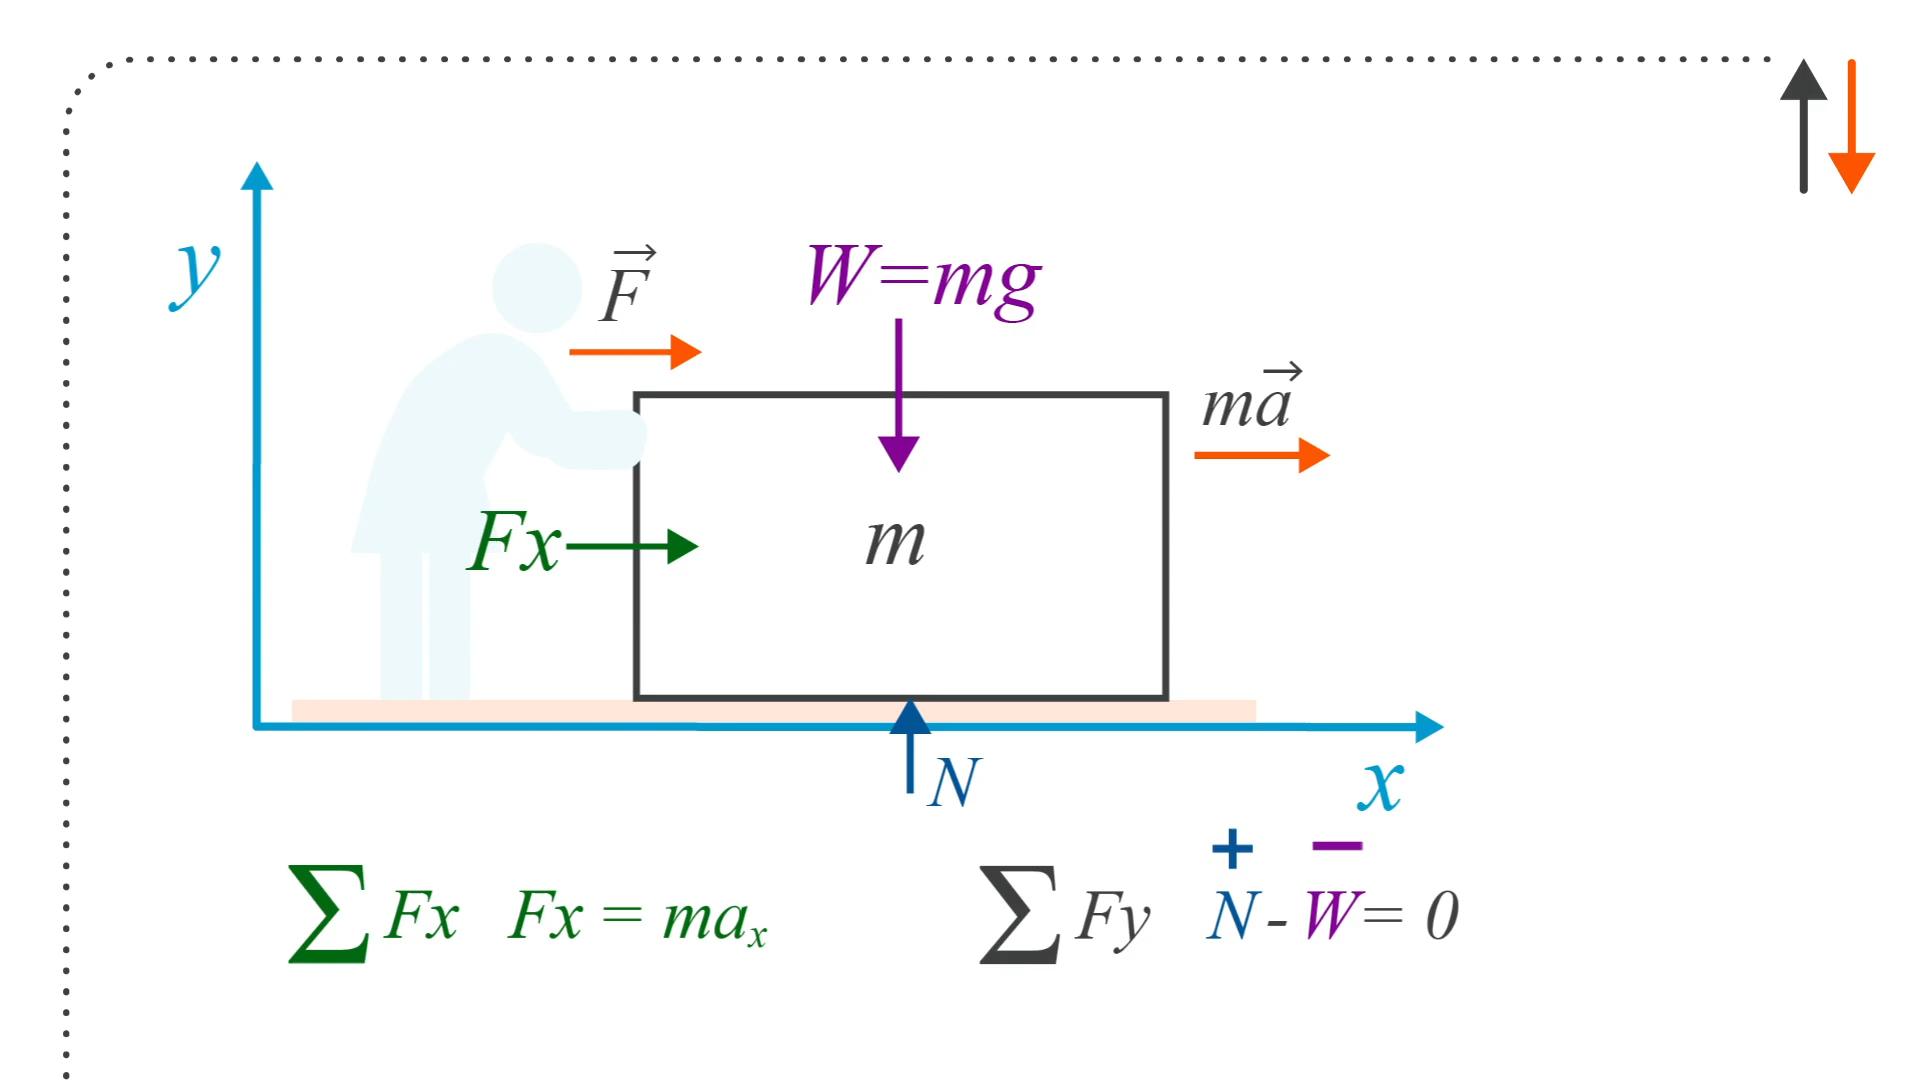 y
F⃗
W=mg
ma⃗
Fx
m
N
x
+ −
∑ Fx Fx = maₓ
∑ Fy N - W = 0